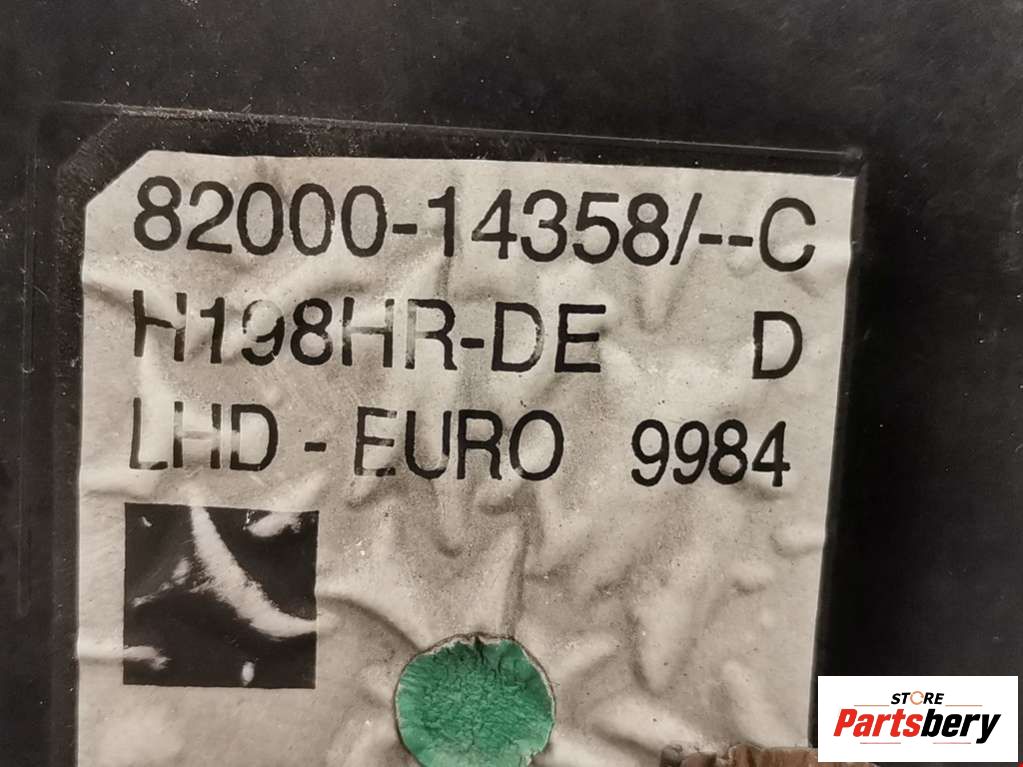 82000-14358/--C
H198HR-DE D
LHD - EURO 9984
STORE
Partsbery